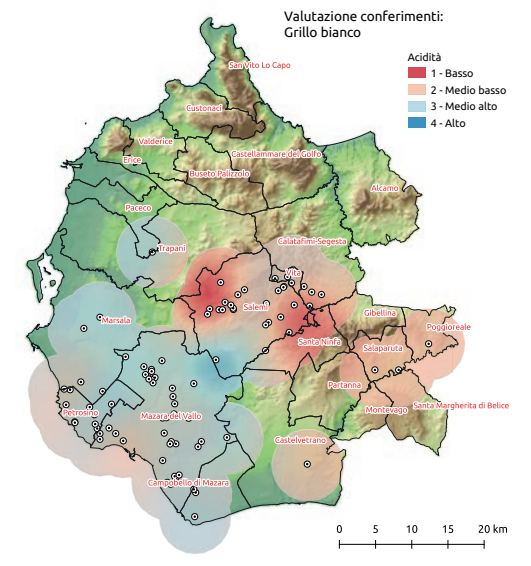 Valutazione conferimenti:
Grillo bianco
Acidità
1 - Basso
2 - Medio basso
3 - Medio alto
4 - Alto
San Vito Lo Capo
Custonaci
Valderice
Erice
Castellammare del Golfo
Buseto Palizzolo
Alcamo
Paceco
Trapani
Calatafimi-Segesta
Vita
Salemi
Marsala
Gibellina
Poggioreale
Santa Ninfa
Salaparuta
Partanna
Petrosino
Mazara del Vallo
Montevago
Santa Margherita di Belice
Castelvetrano
Campobello di Mazara
0 5 10 15 20 km